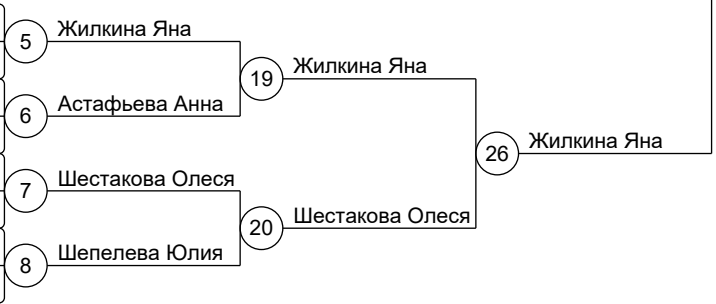 5 Жилкина Яна
19 Жилкина Яна
6 Астафьева Анна
26 Жилкина Яна
7 Шестакова Олеся
20 Шестакова Олеся
8 Шепелева Юлия